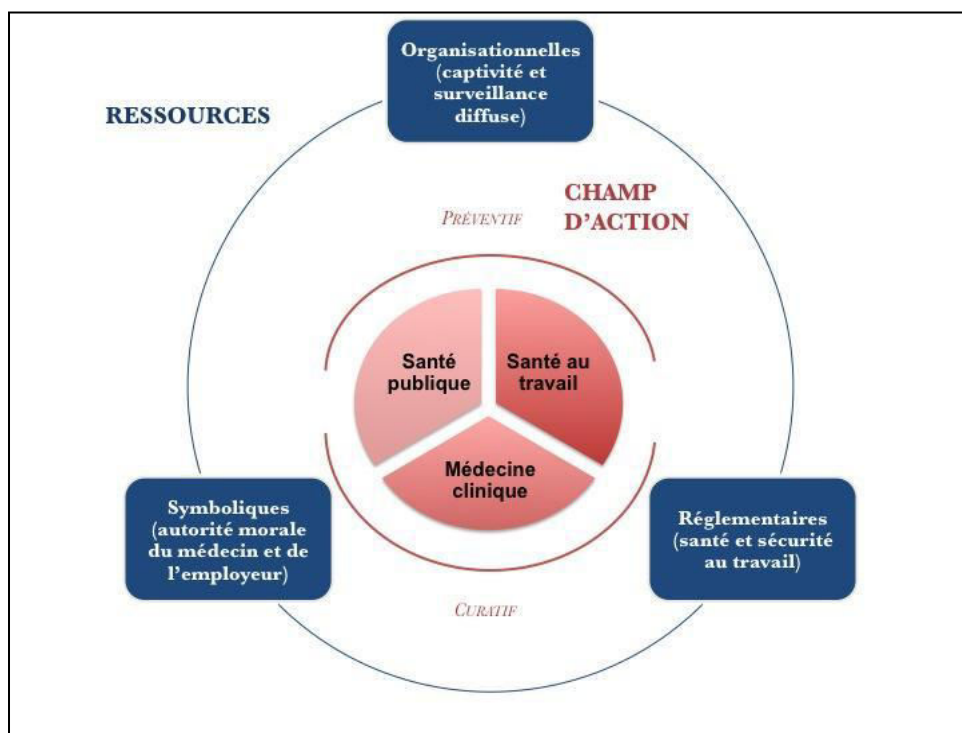 Organisationnelles
(captivité et
surveillance
diffuse)
RESSOURCES
CHAMP
D'ACTION
PRÉVENTIF
Santé
publique
Santé au
travail
Médecine
clinique
Symboliques
(autorité morale
du médecin et de
l'employeur)
Réglementaires
(santé et sécurité
au travail)
CURATIF